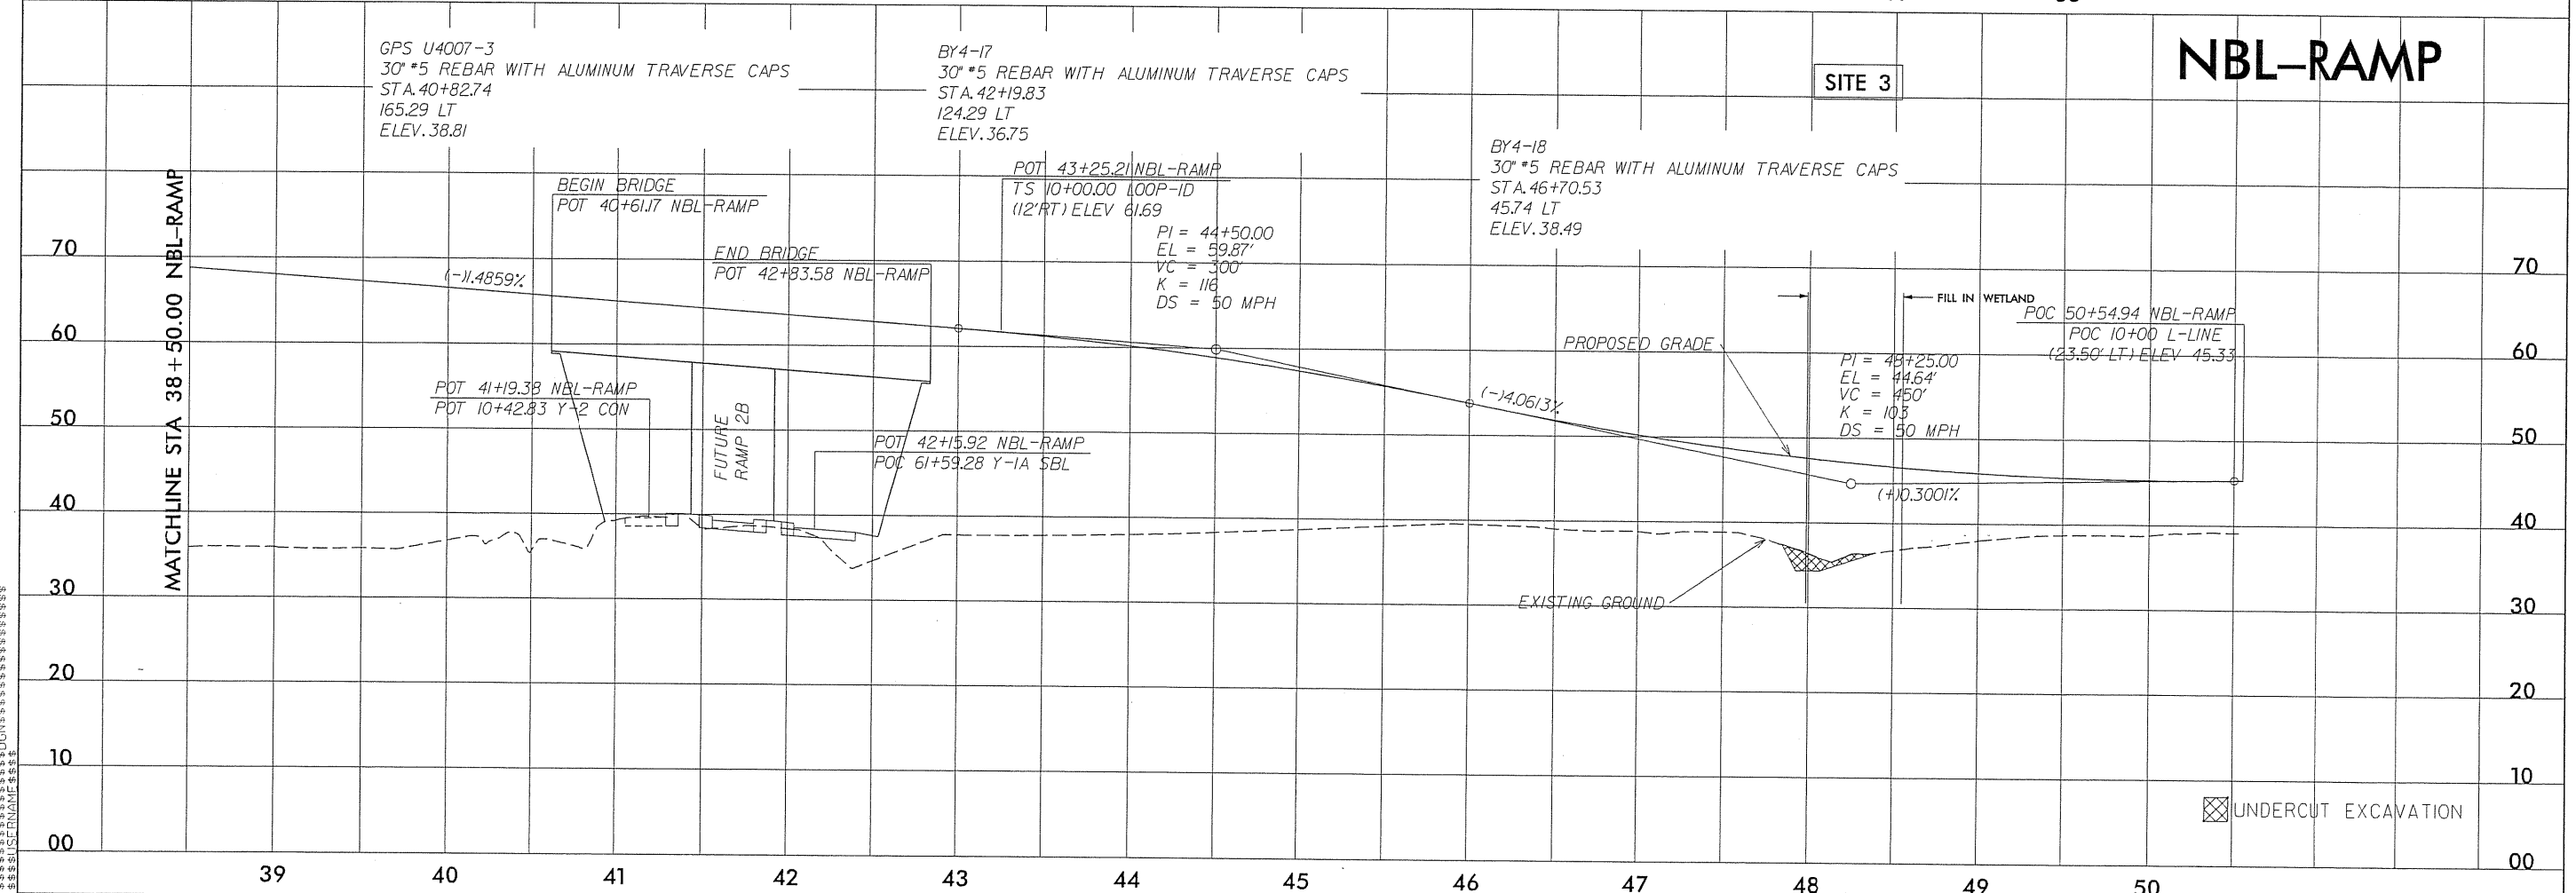 NBL–RAMP
GPS U4007-3
30" #5 REBAR WITH ALUMINUM TRAVERSE CAPS
STA. 40+82.74
165.29 LT
ELEV. 38.81
BY4-17
30" #5 REBAR WITH ALUMINUM TRAVERSE CAPS
STA. 42+19.83
124.29 LT
ELEV. 36.75
SITE 3
BY4-18
30" #5 REBAR WITH ALUMINUM TRAVERSE CAPS
STA. 46+70.53
45.74 LT
ELEV. 38.49
MATCHLINE STA 38+50.00 NBL–RAMP
BEGIN BRIDGE
POT 40+61.17 NBL-RAMP
END BRIDGE
POT 42+83.58 NBL-RAMP
POT 43+25.21 NBL-RAMP
TS 10+00.00 LOOP-1D
(12'RT) ELEV 61.69
PI = 44+50.00
EL = 59.87'
VC = 300'
K = 116
DS = 50 MPH
(-)1.4859%
POT 41+19.38 NBL-RAMP
POT 10+42.83 Y-2 CON
FUTURE
RAMP 2B
POT 42+15.92 NBL-RAMP
POC 61+59.28 Y-1A SBL
(-)4.0613%
PROPOSED GRADE
FILL IN WETLAND
PI = 48+25.00
EL = 44.64'
VC = 450'
K = 103
DS = 50 MPH
POC 50+54.94 NBL-RAMP
POC 10+00 L-LINE
(23.50' LT) ELEV 45.33
(+)0.3001%
EXISTING GROUND
UNDERCUT EXCAVATION
70
60
50
40
30
20
10
00
70
60
50
40
30
20
10
00
39 40 41 42 43 44 45 46 47 48 49 50